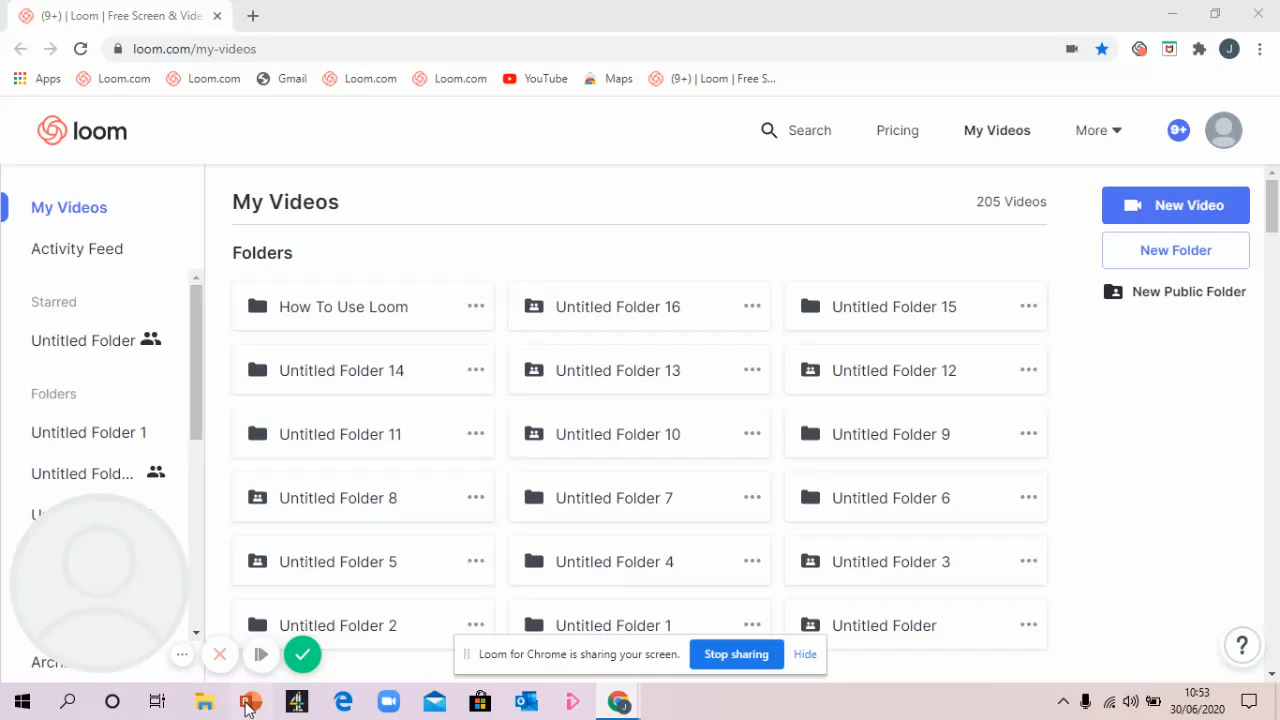 (9+) | Loom | Free Screen & Vide
loom.com/my-videos
Apps Loom.com Loom.com Gmail Loom.com Loom.com YouTube Maps (9+) | Loom | Free S...
J
loom
Search Pricing My Videos More 9+
My Videos
Activity Feed
Starred
Untitled Folder
Folders
Untitled Folder 1
Untitled Fold...
My Videos 205 Videos
Folders
How To Use Loom Untitled Folder 16 Untitled Folder 15
Untitled Folder 14 Untitled Folder 13 Untitled Folder 12
Untitled Folder 11 Untitled Folder 10 Untitled Folder 9
Untitled Folder 8 Untitled Folder 7 Untitled Folder 6
Untitled Folder 5 Untitled Folder 4 Untitled Folder 3
Untitled Folder 2 Untitled Folder 1 Untitled Folder
New Video
New Folder
New Public Folder
Loom for Chrome is sharing your screen. Stop sharing Hide
?
10:53
30/06/2020